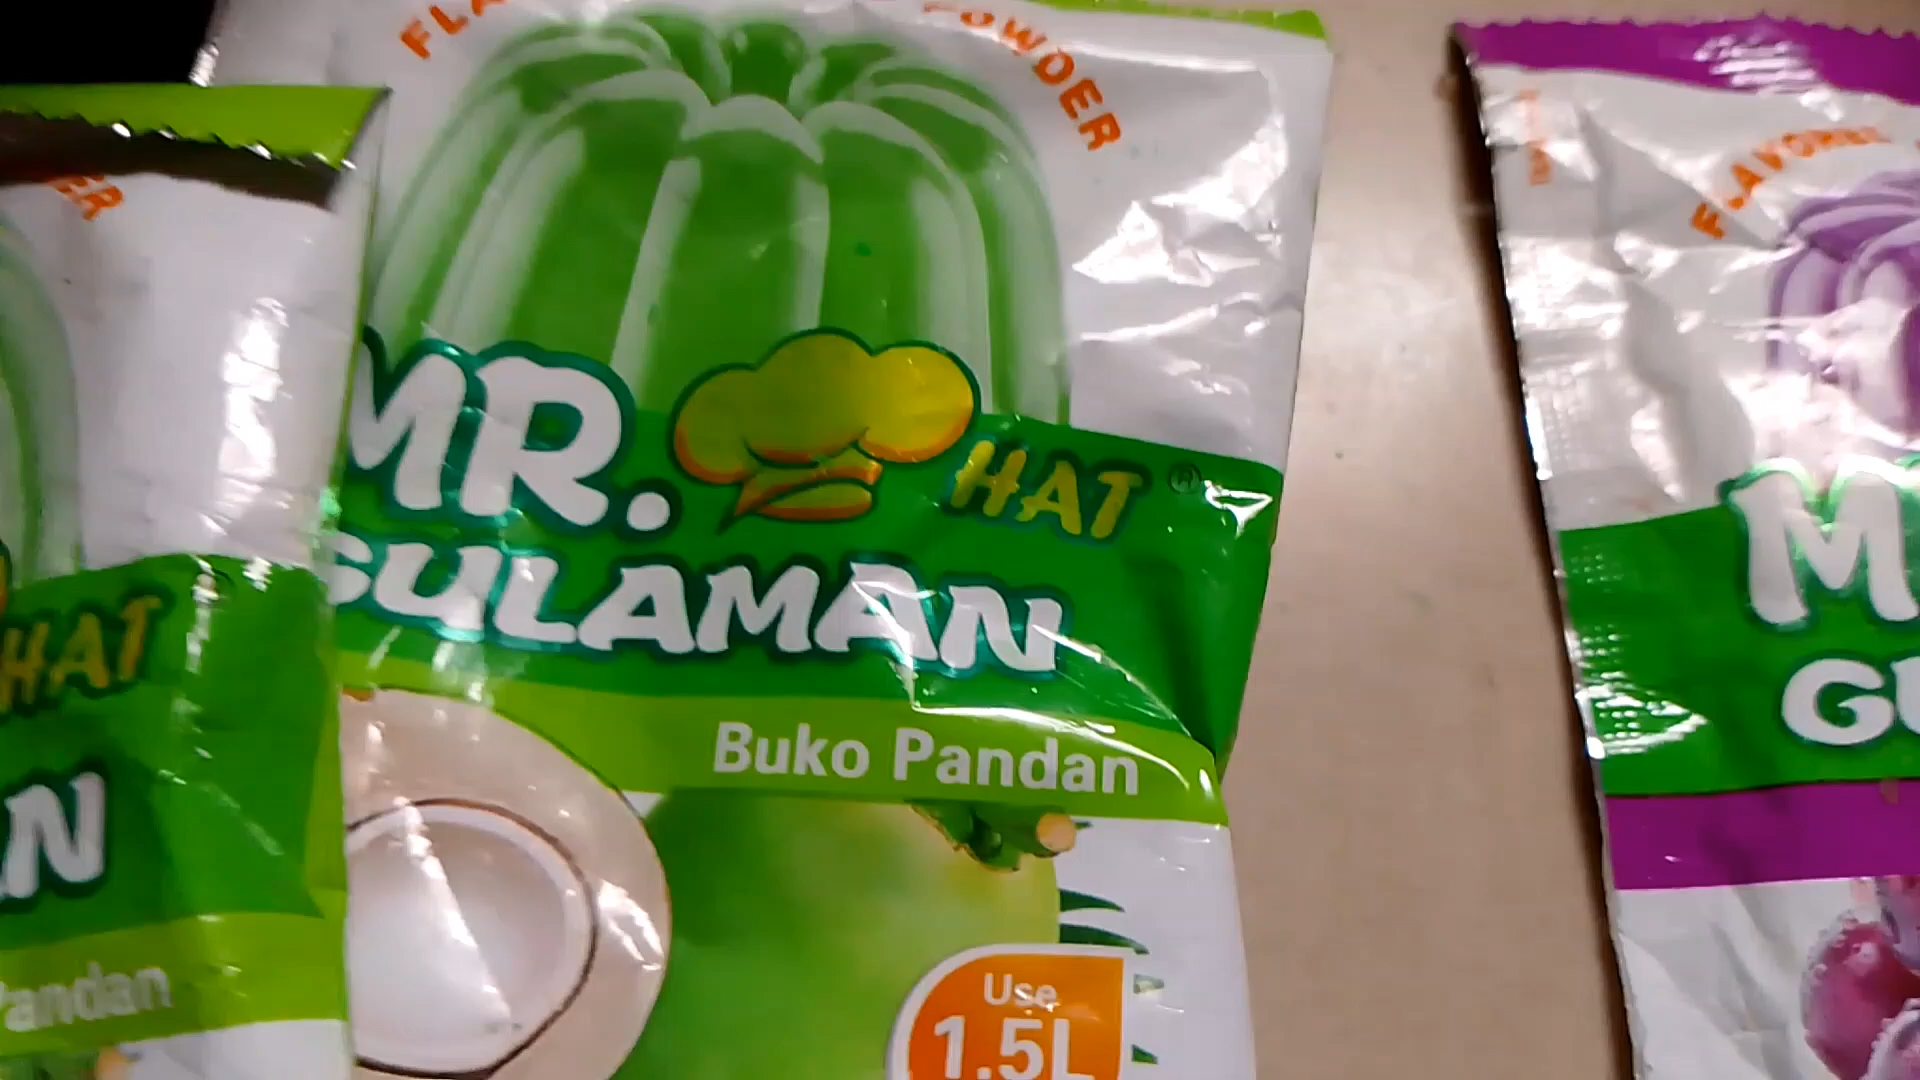 POWDER
MR. HAT ®
GULAMAN
Buko Pandan
Use
1.5L
HAT
Pandan
FLAVORED